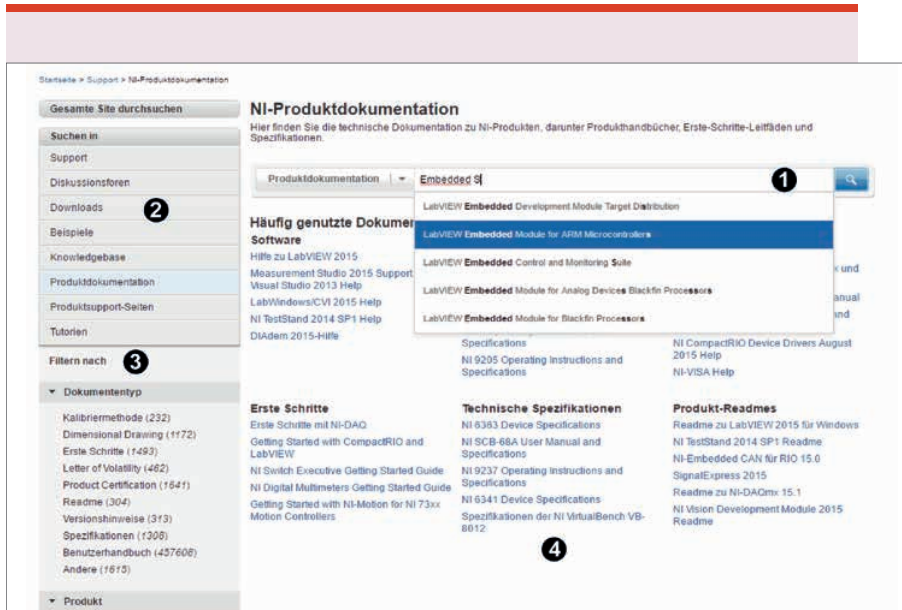 Startseite > Support > NI-Produktdokumentation
Gesamte Site durchsuchen
Suchen in
Support
Diskussionsforen
Downloads
Beispiele
Knowledgebase
Produktdokumentation
Produktsupport-Seiten
Tutorien
2
Filtern nach
3
Dokumententyp
Kalibriermethode (232)
Dimensional Drawing (1172)
Erste Schritte (1493)
Letter of Volatility (462)
Product Certification (1641)
Readme (304)
Versionshinweise (313)
Spezifikationen (1308)
Benutzerhandbuch (457608)
Andere (1615)
Produkt
NI-Produktdokumentation
Hier finden Sie die technische Dokumentation zu NI-Produkten, darunter Produkthandbücher, Erste-Schritte-Leitfäden und
Spezifikationen.
Produktdokumentation
Embedded S
1
LabVIEW Embedded Development Module Target Distribution
LabVIEW Embedded Module for ARM Microcontrollers
LabVIEW Embedded Control and Monitoring Suite
LabVIEW Embedded Module for Analog Devices Blackfin Processors
LabVIEW Embedded Module for Blackfin Processors
Häufig genutzte Dokumen
Software
Hilfe zu LabVIEW 2015
Measurement Studio 2015 Support
Visual Studio 2013 Help
LabWindows/CVI 2015 Help
NI TestStand 2014 SP1 Help
DIAdem 2015-Hilfe
Specifications
NI 9205 Operating Instructions and
Specifications
x und
anual
nd
NI CompactRIO Device Drivers August
2015 Help
NI-VISA Help
Erste Schritte
Erste Schritte mit NI-DAQ
Getting Started with CompactRIO and
LabVIEW
NI Switch Executive Getting Started Guide
NI Digital Multimeters Getting Started Guide
Getting Started with NI-Motion for NI 73xx
Motion Controllers
Technische Spezifikationen
NI 6363 Device Specifications
NI SCB-68A User Manual and
Specifications
NI 9237 Operating Instructions and
Specifications
NI 6341 Device Specifications
Spezifikationen der NI VirtualBench VB-
8012
4
Produkt-Readmes
Readme zu LabVIEW 2015 für Windows
NI TestStand 2014 SP1 Readme
NI-Embedded CAN für RIO 15.0
SignalExpress 2015
Readme zu NI-DAQmx 15.1
NI Vision Development Module 2015
Readme